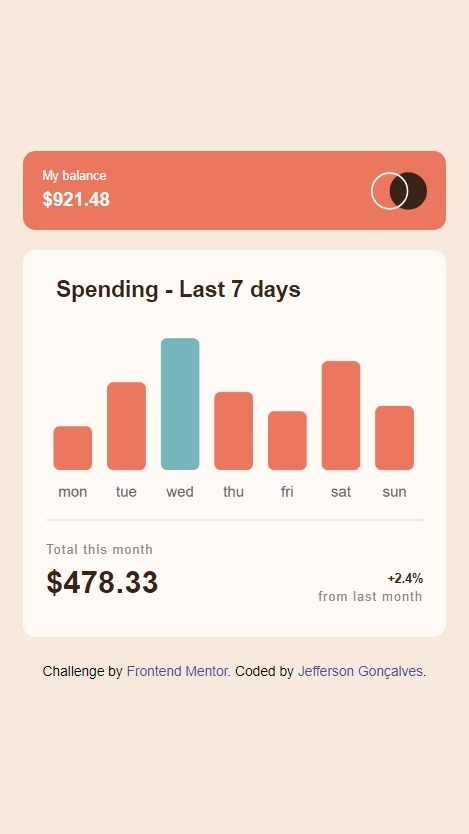 My balance
$921.48
Spending - Last 7 days
mon tue wed thu fri sat sun
Total this month
$478.33
+2.4%
from last month
Challenge by Frontend Mentor. Coded by Jefferson Gonçalves.